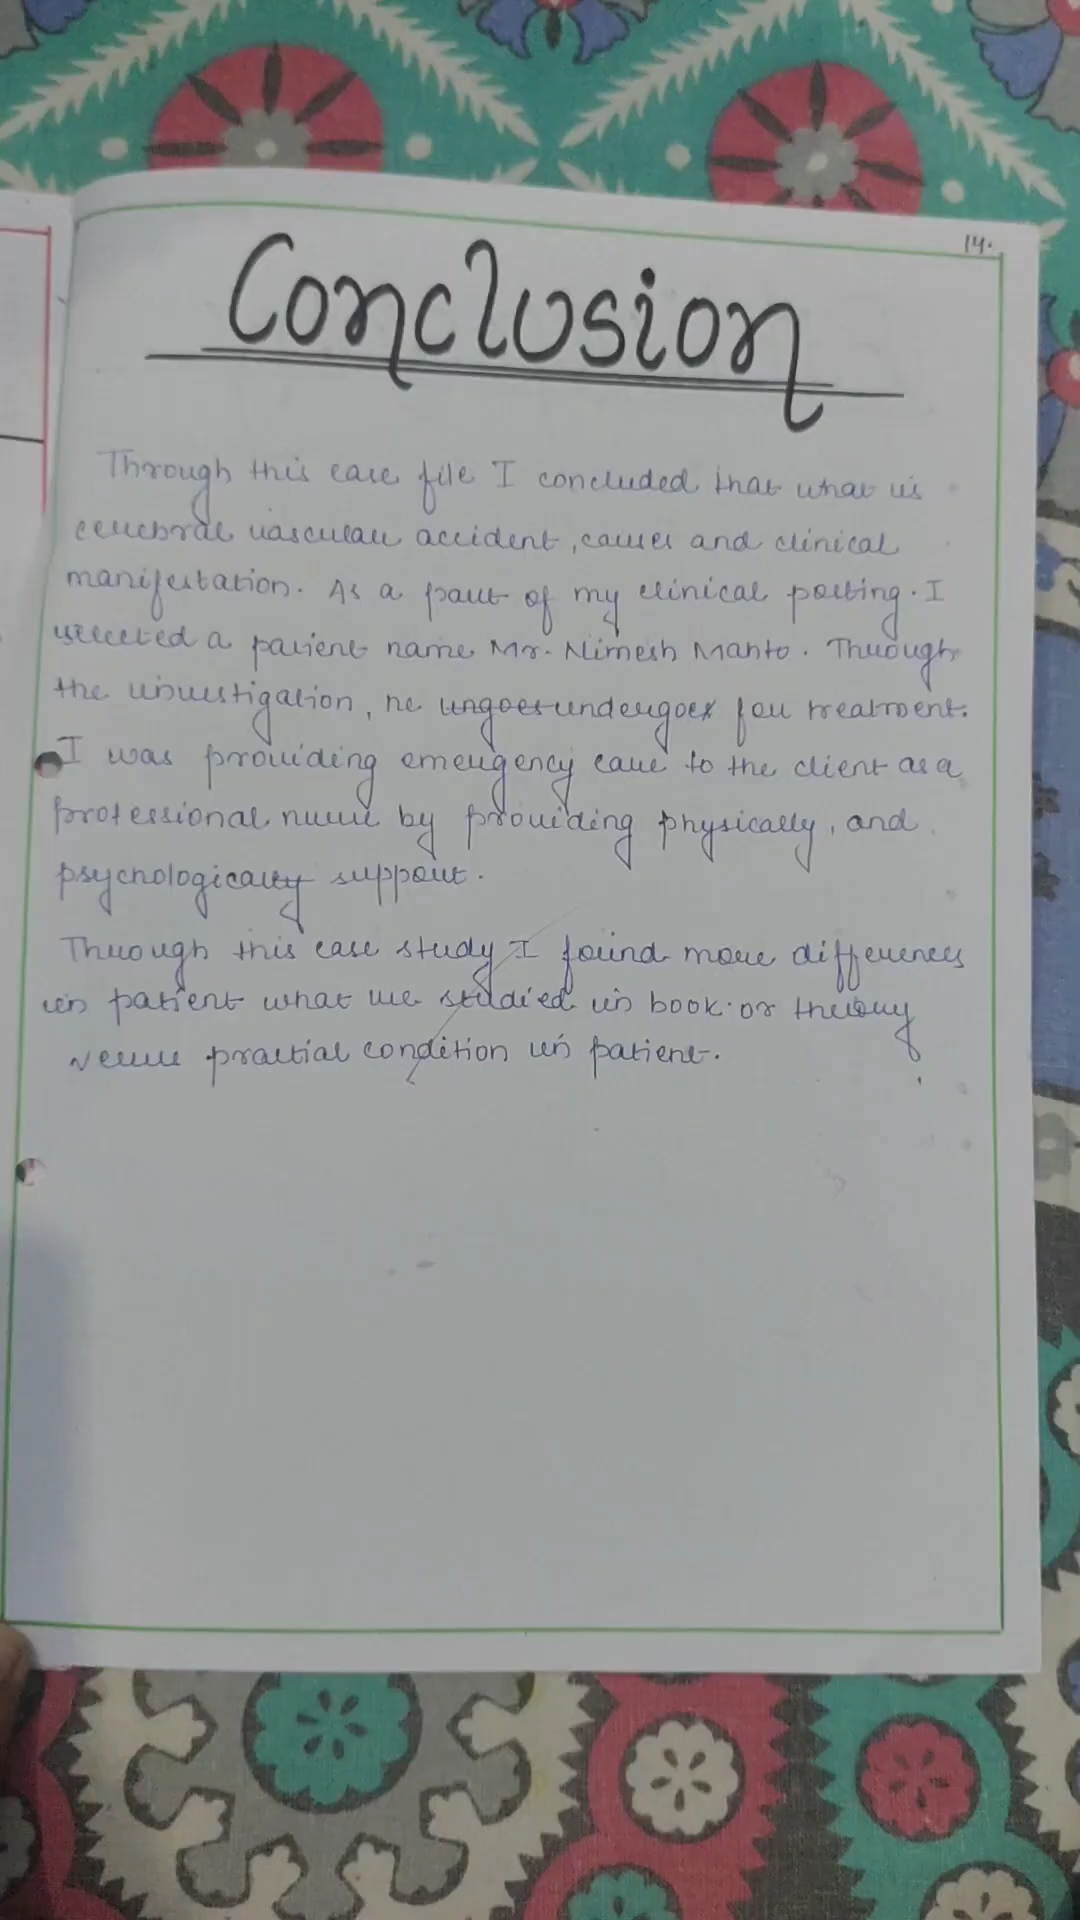 14.
Conclusion
Through this case file I concluded that what is
cerebral vascular accident, causes and clinical
manifestation. As a part of my clinical posting. I
selected a patient name Mr. Nimesh Manto. Through
the investigation, he ungoes undergoes for treatment.
I was providing emergency care to the client as a
professional nurse by providing physically, and
psychologically support.
Through this case study I found more differences
in patient what we studied in book or theory
practial condition in patient.